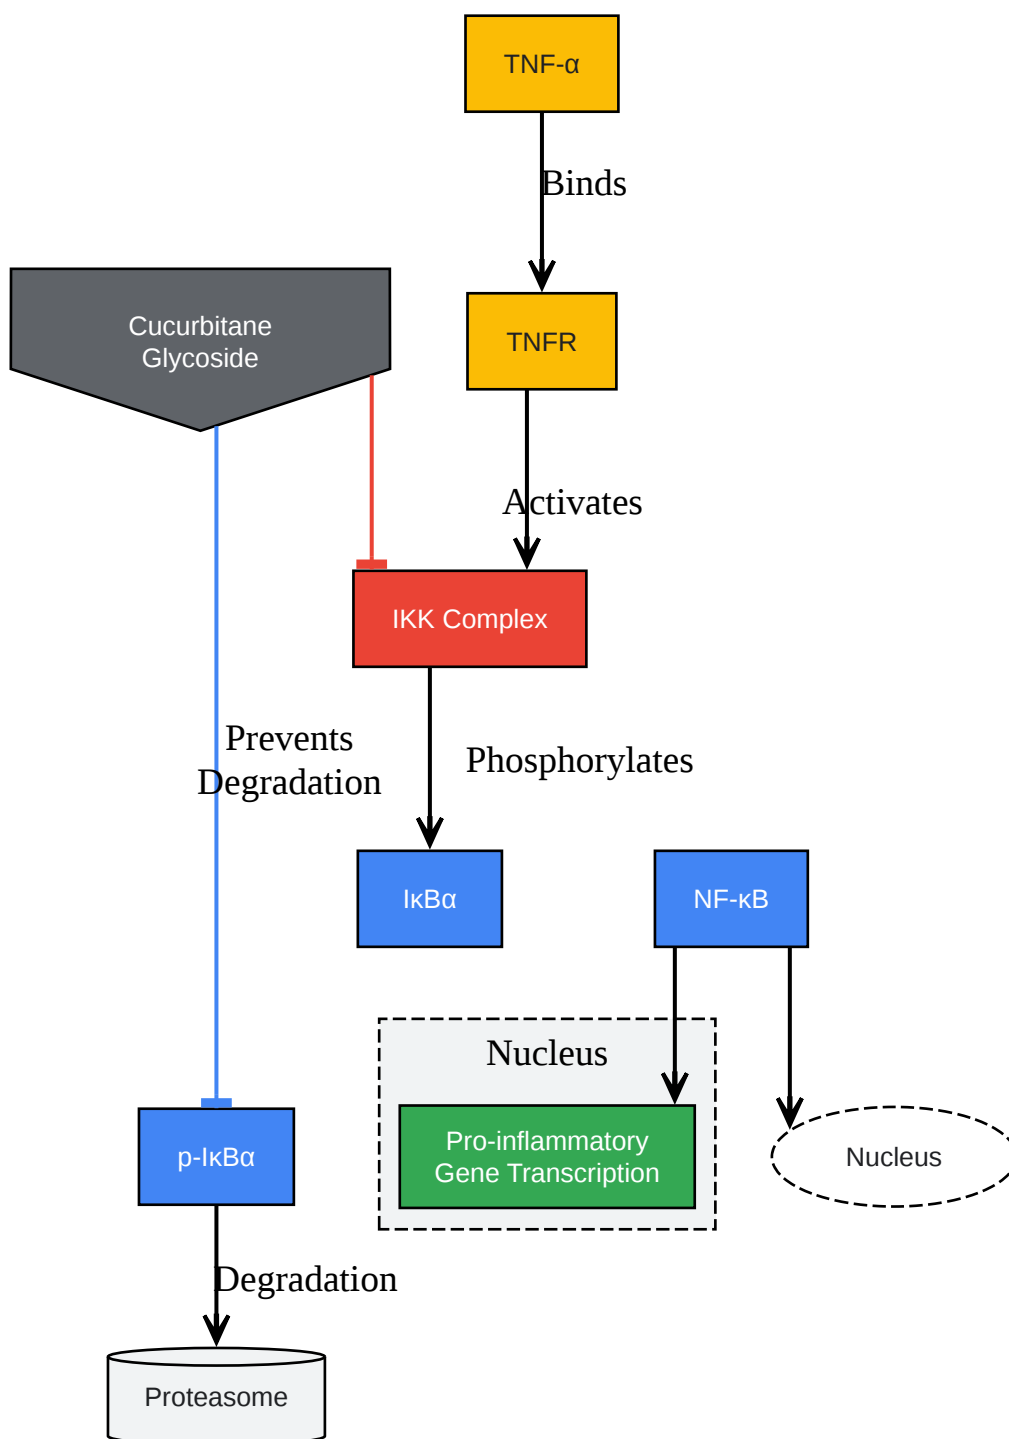 TNF-α
Binds
Cucurbitane
Glycoside
TNFR
Activates
IKK Complex
Prevents
Degradation
Phosphorylates
IκBα
NF-κB
Nucleus
Pro-inflammatory
Gene Transcription
Nucleus
p-IκBα
Degradation
Proteasome